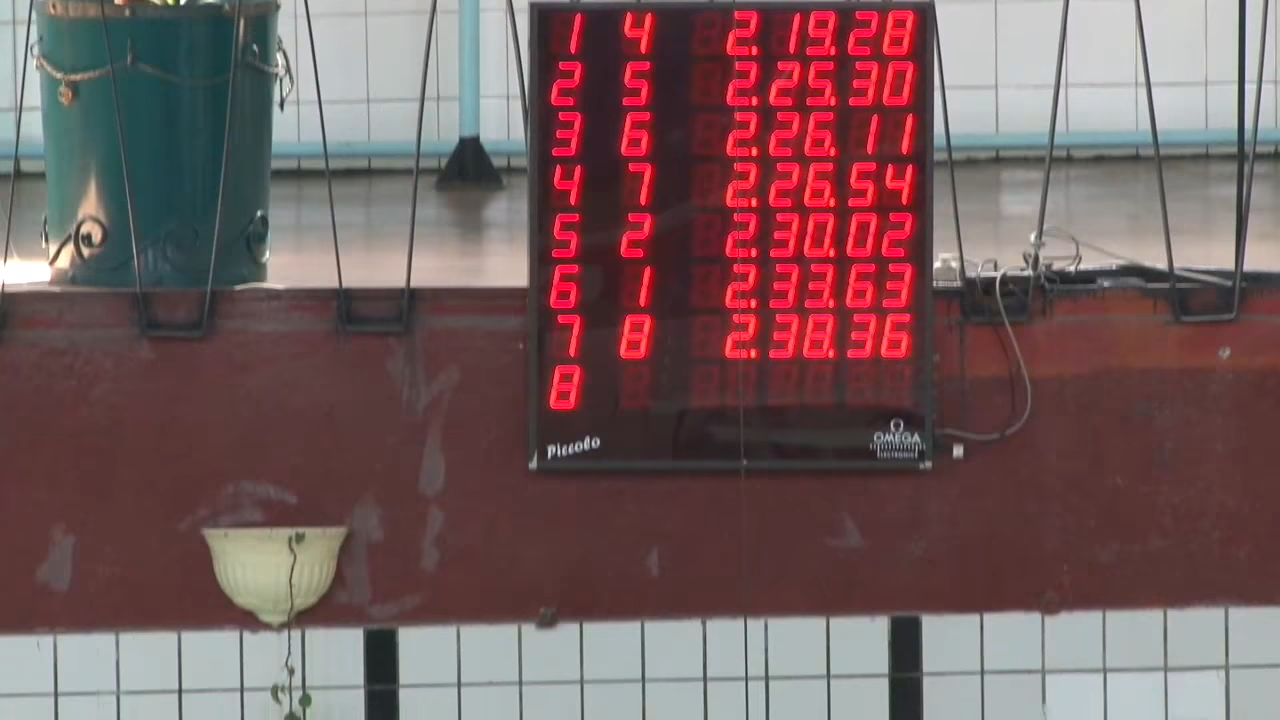 1 4 2.19.28
2 5 2.25.30
3 6 2.26.11
4 7 2.26.54
5 2 2.30.02
6 1 2.33.63
7 8 2.38.36
8
Piccolo
OMEGA
ELECTRONICS